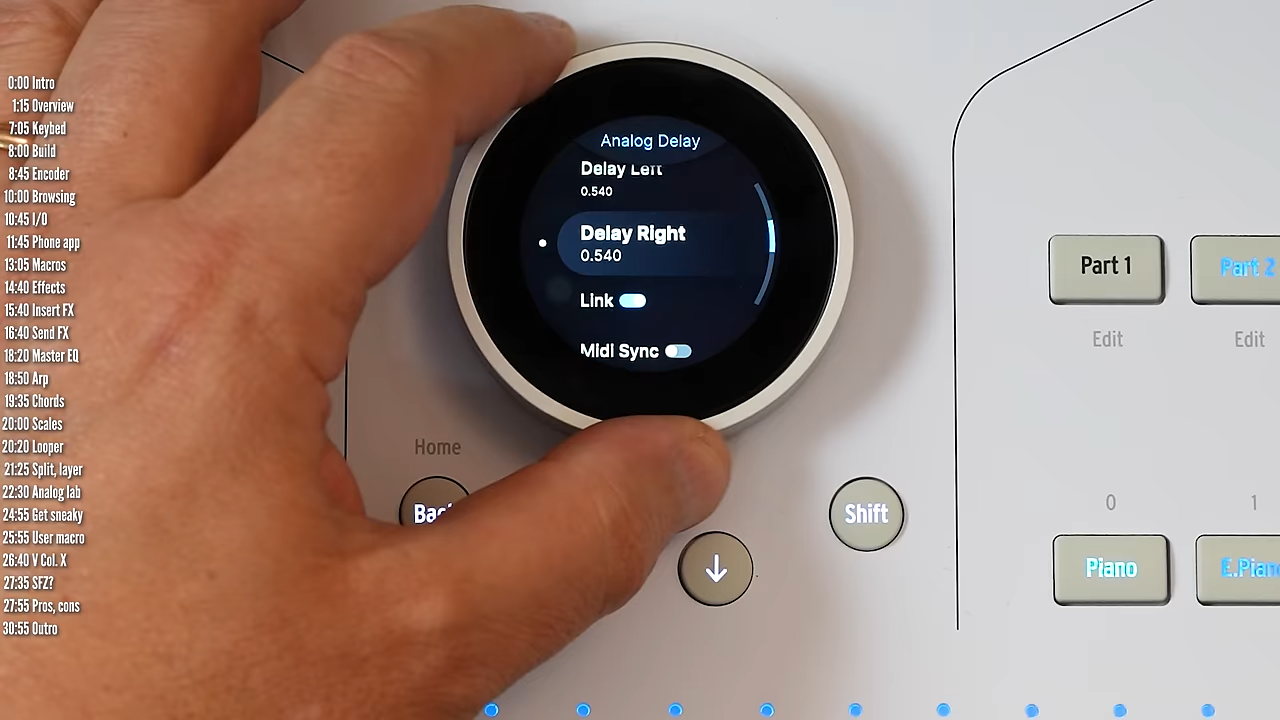 0:00 Intro
1:15 Overview
7:05 Keybed
8:00 Build
8:45 Encoder
10:00 Browsing
10:45 I/O
11:45 Phone app
13:05 Macros
14:40 Effects
15:40 Insert FX
16:40 Send FX
18:20 Master EQ
18:50 Arp
19:35 Chords
20:00 Scales
20:20 Looper
21:25 Split, layer
22:30 Analog lab
24:55 Get sneaky
25:55 User macro
26:40 V Col. X
27:35 SFZ?
27:55 Pros, cons
30:55 Outro
Analog Delay
Delay Left
0.540
Delay Right
0.540
Link
Midi Sync
Home
Shift
Part 1
Part 2
Edit
Edit
0
1
Piano